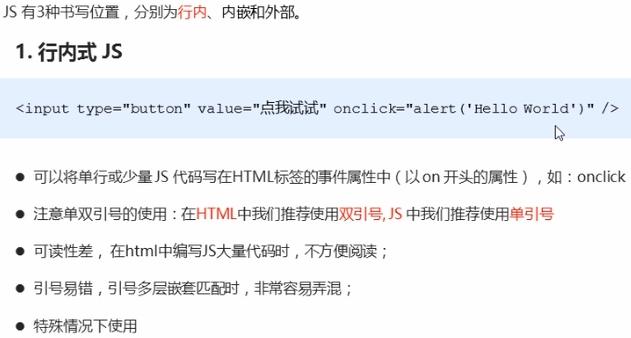 JS 有3种书写位置，分别为行内、内嵌和外部。
1. 行内式 JS
<input type="button" value="点我试试" onclick="alert('Hello World')" />
● 可以将单行或少量 JS 代码写在HTML标签的事件属性中（以 on 开头的属性），如：onclick
● 注意单双引号的使用：在HTML中我们推荐使用双引号, JS 中我们推荐使用单引号
● 可读性差， 在html中编写JS大量代码时，不方便阅读；
● 引号易错，引号多层嵌套匹配时，非常容易弄混；
● 特殊情况下使用